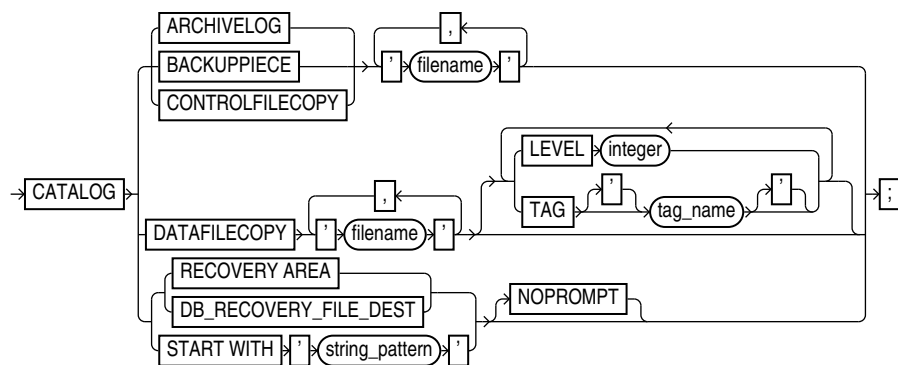 ARCHIVELOG
,
BACKUPPIECE ' filename '
CONTROLFILECOPY
LEVEL integer
CATALOG
' '
TAG tag_name ;
,
DATAFILECOPY ' filename '
RECOVERY AREA
DB_RECOVERY_FILE_DEST NOPROMPT
START WITH ' string_pattern '